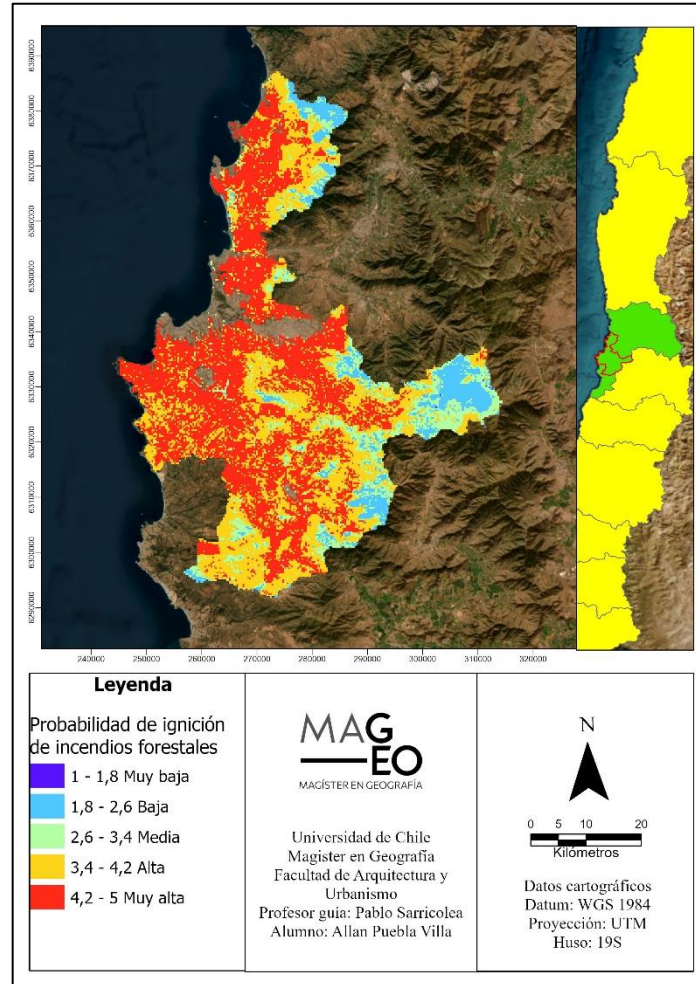 6390000
6380000
6370000
6360000
6350000
6340000
6330000
6320000
6310000
6300000
6290000
240000 250000 260000 270000 280000 290000 300000 310000 320000
Leyenda
Probabilidad de ignición
de incendios forestales
1 - 1,8 Muy baja
1,8 - 2,6 Baja
2,6 - 3,4 Media
3,4 - 4,2 Alta
4,2 - 5 Muy alta
MAG
EO
MAGÍSTER EN GEOGRAFÍA
Universidad de Chile
Magister en Geografía
Facultad de Arquitectura y
Urbanismo
Profesor guía: Pablo Sarricolea
Alumno: Allan Puebla Villa
N
0 5 10 20
Kilómetros
Datos cartográficos
Datum: WGS 1984
Proyección: UTM
Huso: 19S